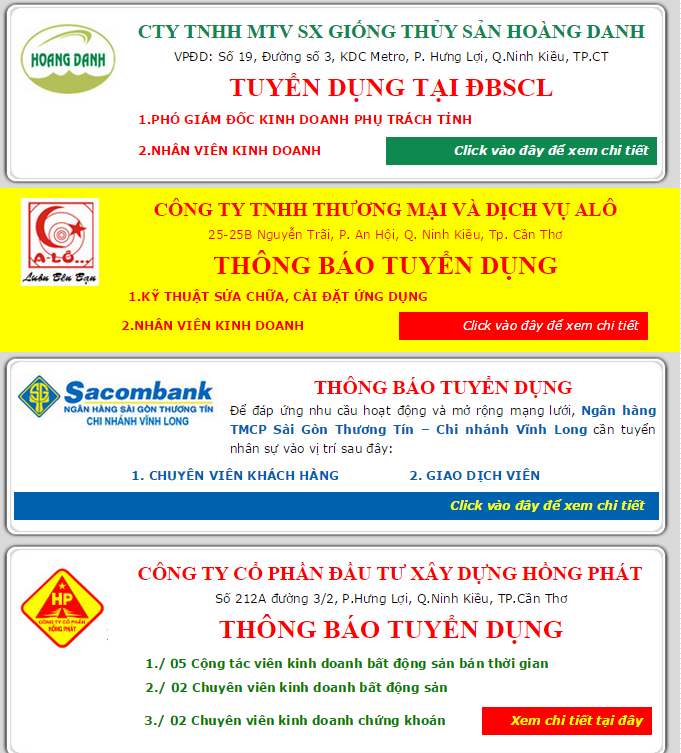 HOANG DANH
CTY TNHH MTV SX GIỐNG THỦY SẢN HOÀNG DANH
VPĐD: Số 19, Đường số 3, KDC Metro, P. Hưng Lợi, Q.Ninh Kiều, TP.CT
TUYỂN DỤNG TẠI ĐBSCL
1.PHÓ GIÁM ĐỐC KINH DOANH PHỤ TRÁCH TỈNH
2.NHÂN VIÊN KINH DOANH
Click vào đây để xem chi tiết
A-LÔ...
Luôn Bên Bạn
CÔNG TY TNHH THƯƠNG MẠI VÀ DỊCH VỤ ALÔ
25-25B Nguyễn Trãi, P. An Hội, Q. Ninh Kiều, Tp. Cần Thơ
THÔNG BÁO TUYỂN DỤNG
1.KỸ THUẬT SỬA CHỮA, CÀI ĐẶT ỨNG DỤNG
2.NHÂN VIÊN KINH DOANH
Click vào đây để xem chi tiết
Sacombank
NGÂN HÀNG SÀI GÒN THƯƠNG TÍN
CHI NHÁNH VĨNH LONG
THÔNG BÁO TUYỂN DỤNG
Để đáp ứng nhu cầu hoạt động và mở rộng mạng lưới, Ngân hàng
TMCP Sài Gòn Thương Tín – Chi nhánh Vĩnh Long cần tuyển
nhân sự vào vị trí sau đây:
1. CHUYÊN VIÊN KHÁCH HÀNG 2. GIAO DỊCH VIÊN
Click vào đây để xem chi tiết
HP
CÔNG TY CỔ PHẦN
HỒNG PHÁT
CÔNG TY CỔ PHẦN ĐẦU TƯ XÂY DỰNG HỒNG PHÁT
Số 212A đường 3/2, P.Hưng Lợi, Q.Ninh Kiều, TP.Cần Thơ
THÔNG BÁO TUYỂN DỤNG
1./ 05 Cộng tác viên kinh doanh bất động sản bán thời gian
2./ 02 Chuyên viên kinh doanh bất động sản
3./ 02 Chuyên viên kinh doanh chứng khoán
Xem chi tiết tại đây